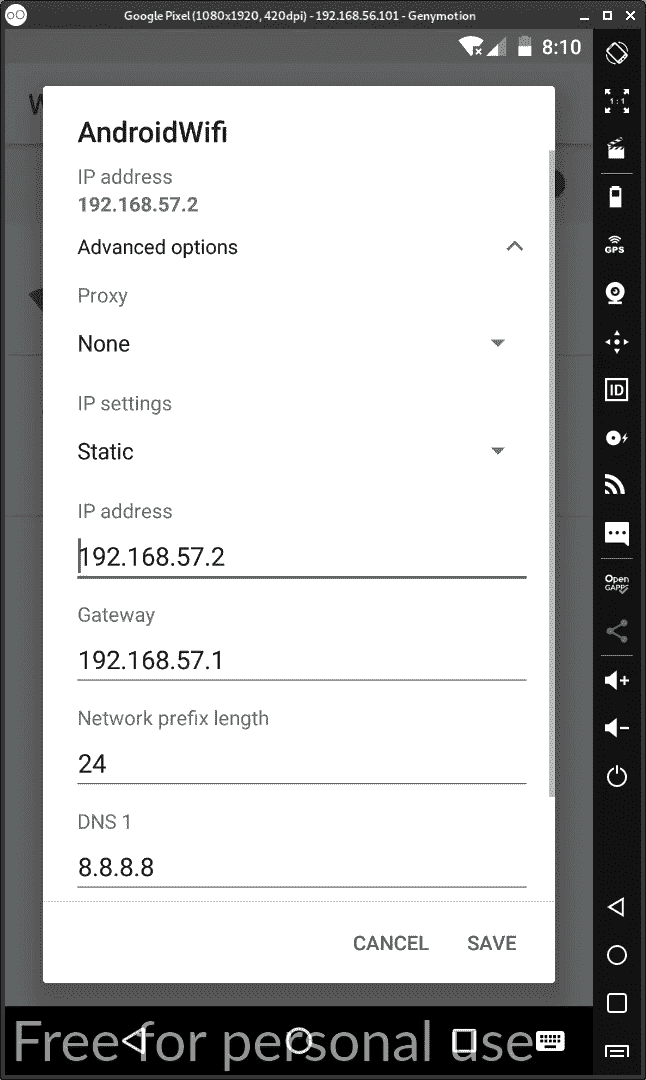 Google Pixel (1080x1920, 420dpi) - 192.168.56.101 - Genymotion
8:10
W
AndroidWifi
IP address
192.168.57.2
Advanced options
Proxy
None
IP settings
Static
IP address
192.168.57.2
Gateway
192.168.57.1
Network prefix length
24
DNS 1
8.8.8.8
CANCEL SAVE
Free for personal use
1:1
GPS
ID
Open
GAPPS